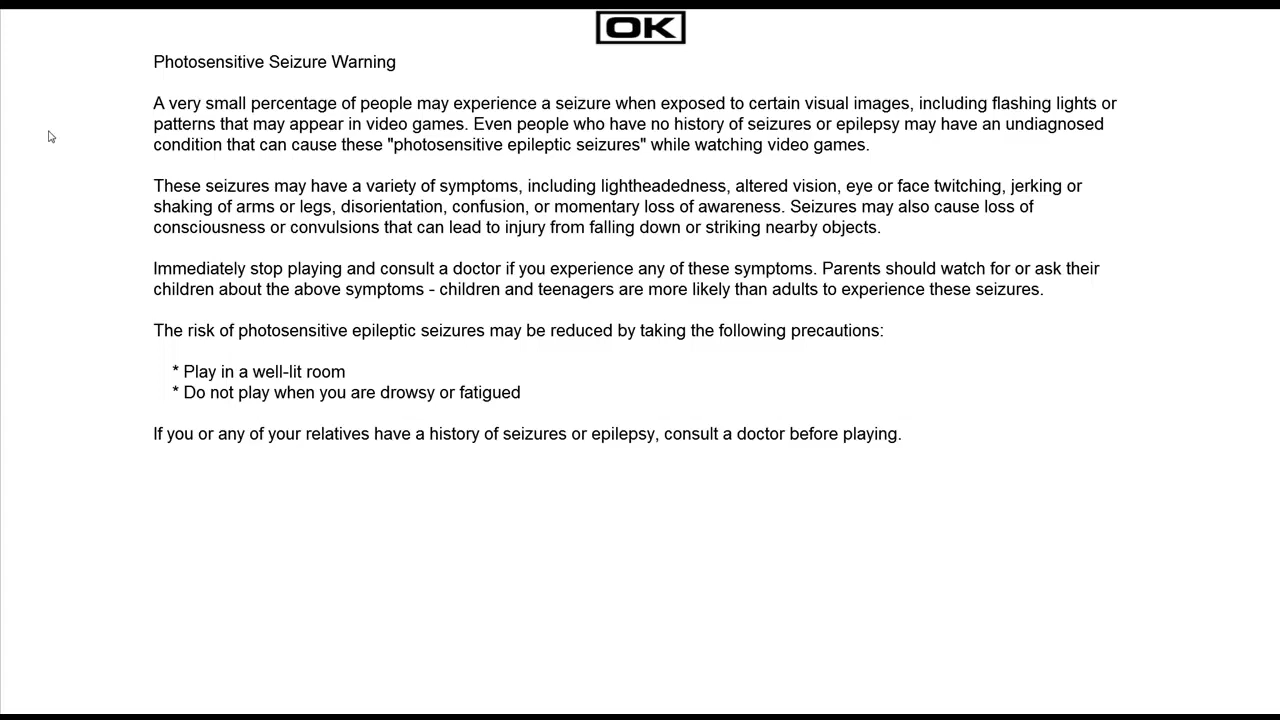 OK
Photosensitive Seizure Warning
A very small percentage of people may experience a seizure when exposed to certain visual images, including flashing lights or
patterns that may appear in video games. Even people who have no history of seizures or epilepsy may have an undiagnosed
condition that can cause these "photosensitive epileptic seizures" while watching video games.
These seizures may have a variety of symptoms, including lightheadedness, altered vision, eye or face twitching, jerking or
shaking of arms or legs, disorientation, confusion, or momentary loss of awareness. Seizures may also cause loss of
consciousness or convulsions that can lead to injury from falling down or striking nearby objects.
Immediately stop playing and consult a doctor if you experience any of these symptoms. Parents should watch for or ask their
children about the above symptoms - children and teenagers are more likely than adults to experience these seizures.
The risk of photosensitive epileptic seizures may be reduced by taking the following precautions:
* Play in a well-lit room
* Do not play when you are drowsy or fatigued
If you or any of your relatives have a history of seizures or epilepsy, consult a doctor before playing.